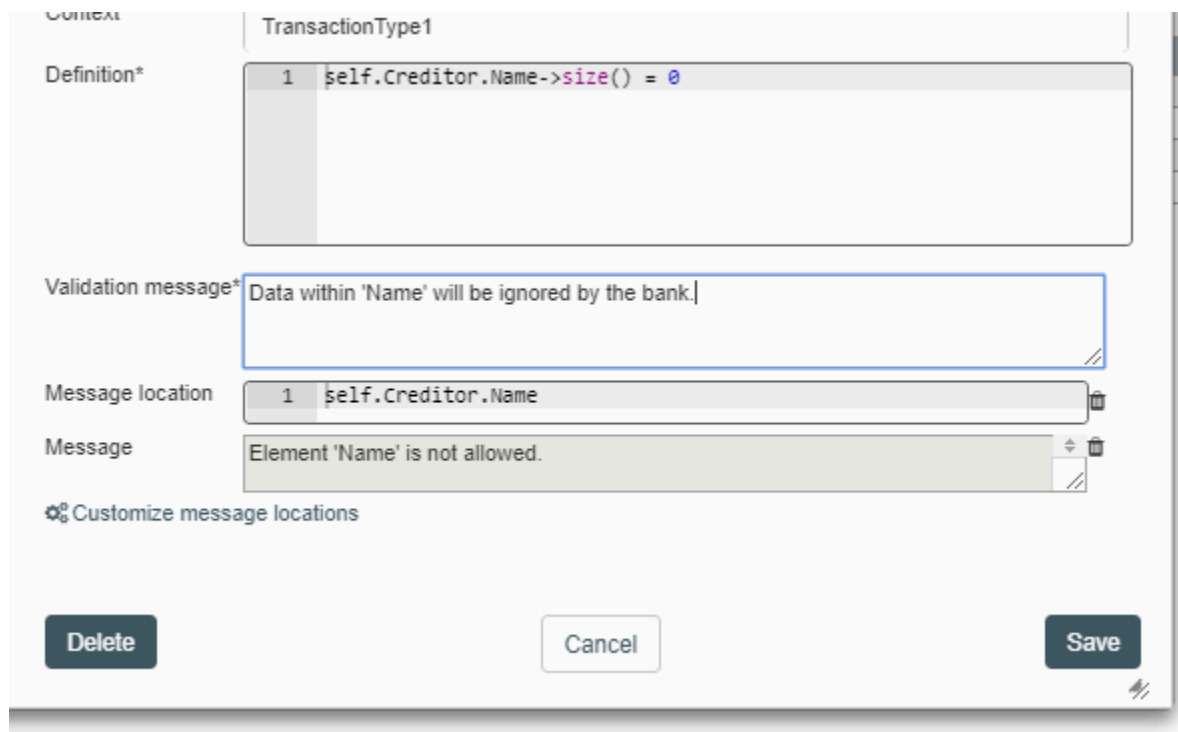 Context
TransactionType1
Definition*
1 self.Creditor.Name->size() = 0
Validation message*
Data within 'Name' will be ignored by the bank.
Message location
1 self.Creditor.Name
Message
Element 'Name' is not allowed.
Customize message locations
Delete
Cancel
Save